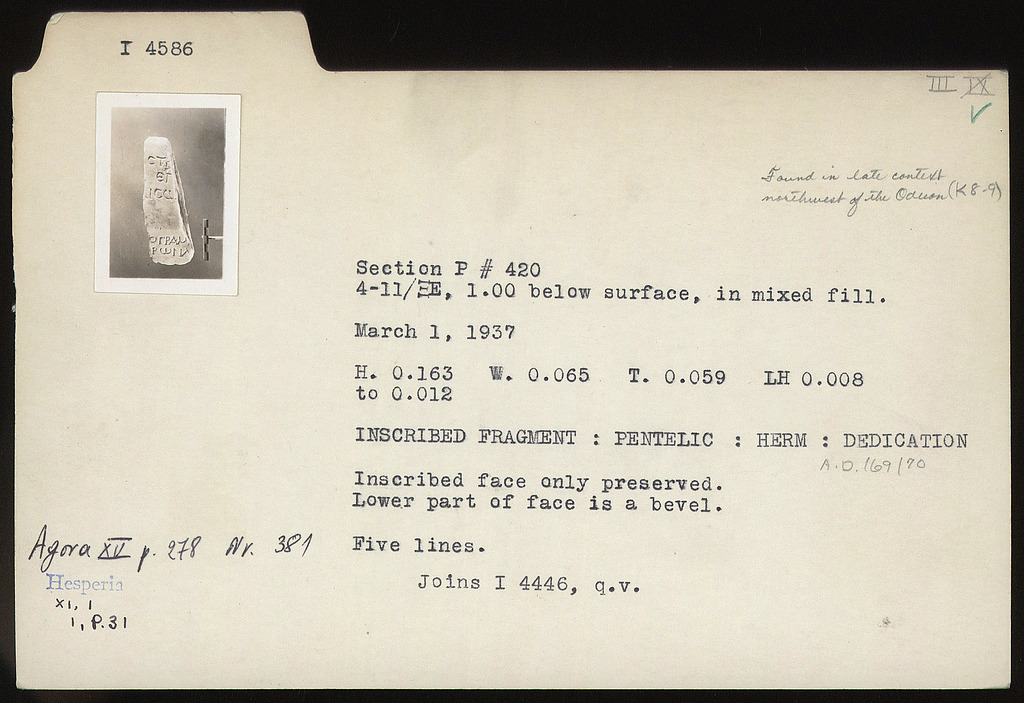 I 4586
III IX
Found in late context
northwest of the Odeion (K 8-9)
Section P # 420
4-11/ΞE, 1.00 below surface, in mixed fill.
March 1, 1937
H. 0.163 W. 0.065 T. 0.059 LH 0.008
to 0.012
INSCRIBED FRAGMENT : PENTELIC : HERM : DEDICATION
A.D. 169/70
Inscribed face only preserved.
Lower part of face is a bevel.
Agora XV p. 278 Nr. 381
Five lines.
Hesperia
XI, 1
1, P.31
Joins I 4446, q.v.